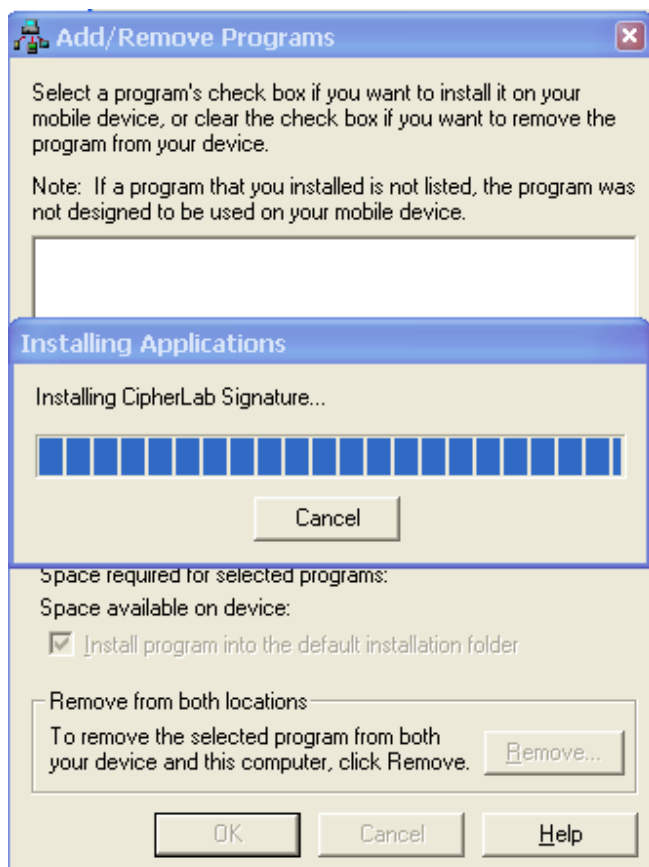 Add/Remove Programs
Select a program's check box if you want to install it on your
mobile device, or clear the check box if you want to remove the
program from your device.
Note: If a program that you installed is not listed, the program was
not designed to be used on your mobile device.
Installing Applications
Installing CipherLab Signature...
Cancel
Space required for selected programs:
Space available on device:
Install program into the default installation folder
Remove from both locations
To remove the selected program from both
your device and this computer, click Remove.
Remove...
OK
Cancel
Help